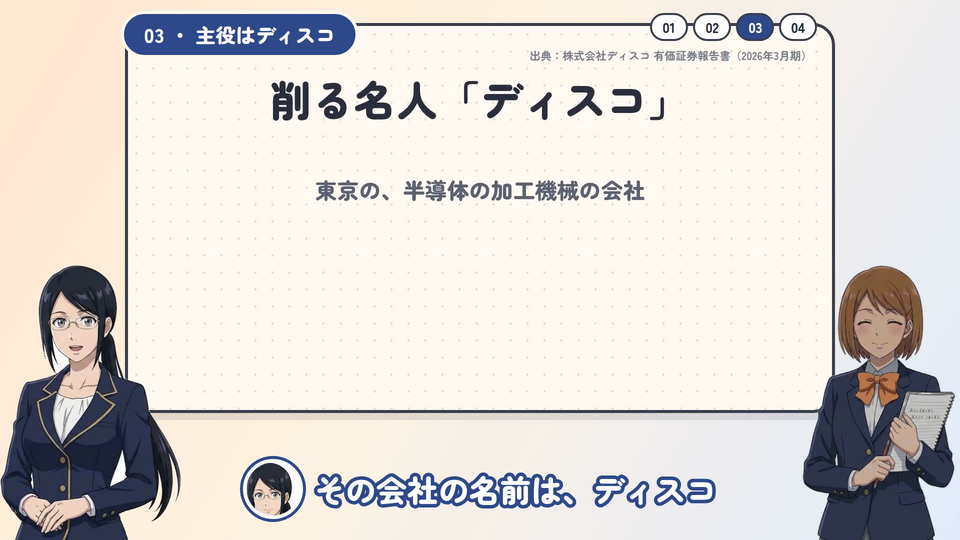 03 ・ 主役はディスコ
01 02 03 04
出典：株式会社ディスコ 有価証券報告書（2026年3月期）
削る名人「ディスコ」
東京の、半導体の加工機械の会社
その会社の名前は、ディスコ